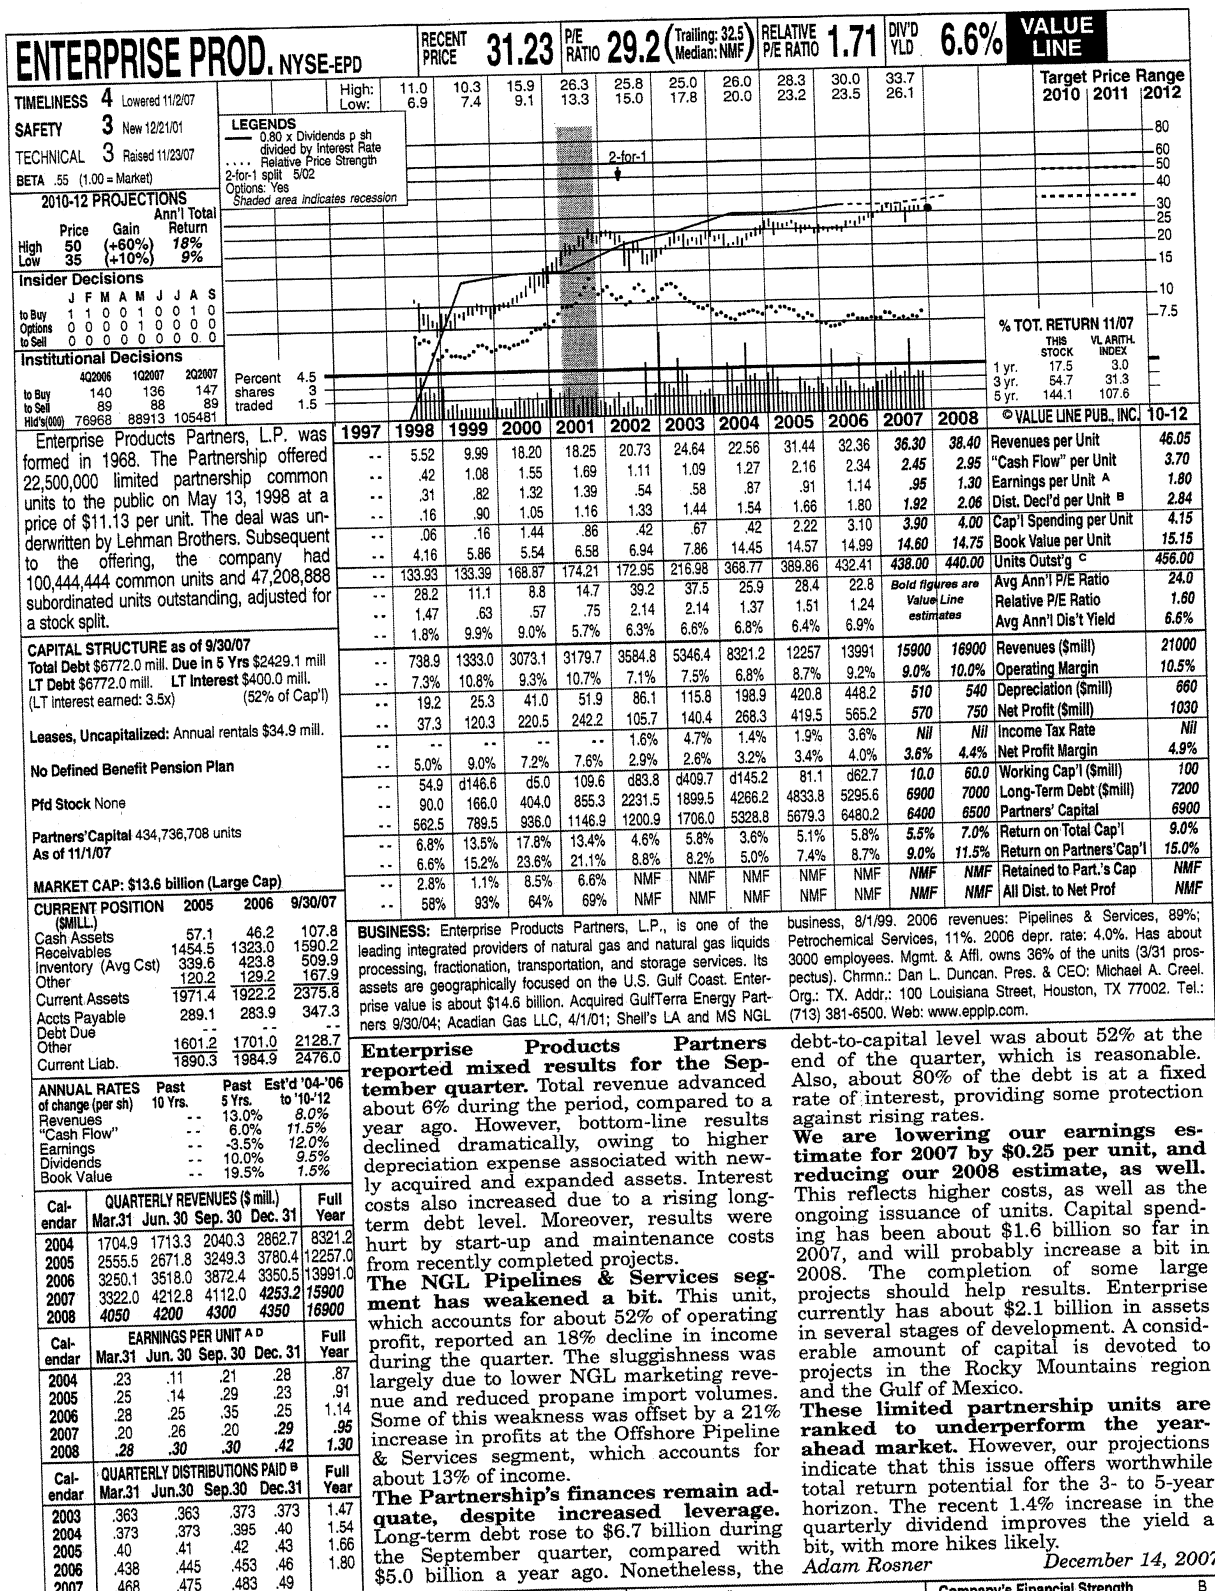 ENTERPRISE PROD. NYSE-EPD
RECENT PRICE 31.23 P/E RATIO 29.2 (Trailing: 32.5 Median: NMF) RELATIVE P/E RATIO 1.71 DIV'D YLD 6.6% VALUE LINE
TIMELINESS 4 Lowered 11/2/07
SAFETY 3 New 12/21/01
TECHNICAL 3 Raised 11/23/07
BETA .55 (1.00 = Market)
High: 11.0 10.3 15.9 26.3 25.8 25.0 26.0 28.3 30.0 33.7
Low: 6.9 7.4 9.1 13.3 15.0 17.8 20.0 23.2 23.5 26.1
Target Price Range
2010 2011 2012
LEGENDS
0.80 x Dividends p sh
divided by Interest Rate
Relative Price Strength
2-for-1 split 5/02
Options: Yes
Shaded area indicates recession
2-for-1
80
60
50
40
30
25
20
15
10
7.5
2010-12 PROJECTIONS
Ann'l Total
Price Gain Return
High 50 (+60%) 18%
Low 35 (+10%) 9%
Insider Decisions
J F M A M J J A S
to Buy 1 1 0 0 1 0 0 1 0
Options 0 0 0 0 1 0 0 0 0
to Sell 0 0 0 0 0 0 0 0 0
Institutional Decisions
4Q2006 1Q2007 2Q2007
to Buy 140 136 147
to Sell 89 88 89
Hld's(000) 76968 88913 105481
Percent 4.5
shares 3
traded 1.5
% TOT. RETURN 11/07
THIS STOCK VL ARITH. INDEX
1 yr. 17.5 3.0
3 yr. 54.7 31.3
5 yr. 144.1 107.6
Enterprise Products Partners, L.P. was
formed in 1968. The Partnership offered
22,500,000 limited partnership common
units to the public on May 13, 1998 at a
price of $11.13 per unit. The deal was un-
derwritten by Lehman Brothers. Subsequent
to the offering, the company had
100,444,444 common units and 47,208,888
subordinated units outstanding, adjusted for
a stock split.
1997 1998 1999 2000 2001 2002 2003 2004 2005 2006 2007 2008 © VALUE LINE PUB., INC. 10-12
-- 5.52 9.99 18.20 18.25 20.73 24.64 22.56 31.44 32.36 36.30 38.40 Revenues per Unit 46.05
-- .42 1.08 1.55 1.69 1.11 1.09 1.27 2.16 2.34 2.45 2.95 "Cash Flow" per Unit 3.70
-- .31 .82 1.32 1.39 .54 .58 .87 .91 1.14 .95 1.30 Earnings per Unit A 1.80
-- .16 .90 1.05 1.16 1.33 1.44 1.54 1.66 1.80 1.92 2.06 Dist. Decl'd per Unit B 2.84
-- .06 .16 1.44 .86 .42 .67 .42 2.22 3.10 3.90 4.00 Cap'l Spending per Unit 4.15
-- 4.16 5.86 5.54 6.58 6.94 7.86 14.45 14.57 14.99 14.60 14.75 Book Value per Unit 15.15
-- 133.93 133.39 168.87 174.21 172.95 216.98 368.77 389.86 432.41 438.00 440.00 Units Outst'g C 456.00
-- 28.2 11.1 8.8 14.7 39.2 37.5 25.9 28.4 22.8 Bold figures are Avg Ann'l P/E Ratio 24.0
-- 1.47 .63 .57 .75 2.14 2.14 1.37 1.51 1.24 Value Line Relative P/E Ratio 1.60
-- 1.8% 9.9% 9.0% 5.7% 6.3% 6.6% 6.8% 6.4% 6.9% estimates Avg Ann'l Dis't Yield 6.6%
-- 738.9 1333.0 3073.1 3179.7 3584.8 5346.4 8321.2 12257 13991 15900 16900 Revenues ($mill) 21000
-- 7.3% 10.8% 9.3% 10.7% 7.1% 7.5% 6.8% 8.7% 9.2% 9.0% 10.0% Operating Margin 10.5%
-- 19.2 25.3 41.0 51.9 86.1 115.8 198.9 420.8 448.2 510 540 Depreciation ($mill) 660
-- 37.3 120.3 220.5 242.2 105.7 140.4 268.3 419.5 565.2 570 750 Net Profit ($mill) 1030
-- -- -- -- -- 1.6% 4.7% 1.4% 1.9% 3.6% Nil Nil Income Tax Rate Nil
-- 5.0% 9.0% 7.2% 7.6% 2.9% 2.6% 3.2% 3.4% 4.0% 3.6% 4.4% Net Profit Margin 4.9%
-- 54.9 d146.6 d5.0 109.6 d83.8 d409.7 d145.2 81.1 d62.7 10.0 60.0 Working Cap'l ($mill) 100
-- 90.0 166.0 404.0 855.3 2231.5 1899.5 4266.2 4833.8 5295.6 6900 7000 Long-Term Debt ($mill) 7200
-- 562.5 789.5 936.0 1146.9 1200.9 1706.0 5328.8 5679.3 6480.2 6400 6500 Partners' Capital 6900
-- 6.8% 13.5% 17.8% 13.4% 4.6% 5.8% 3.6% 5.1% 5.8% 5.5% 7.0% Return on Total Cap'l 9.0%
-- 6.6% 15.2% 23.6% 21.1% 8.8% 8.2% 5.0% 7.4% 8.7% 9.0% 11.5% Return on Partners'Cap'l 15.0%
-- 2.8% 1.1% 8.5% 6.6% NMF NMF NMF NMF NMF NMF NMF Retained to Part.'s Cap NMF
-- 58% 93% 64% 69% NMF NMF NMF NMF NMF NMF NMF All Dist. to Net Prof NMF
CAPITAL STRUCTURE as of 9/30/07
Total Debt $6772.0 mill. Due in 5 Yrs $2429.1 mill
LT Debt $6772.0 mill. LT Interest $400.0 mill.
(LT interest earned: 3.5x) (52% of Cap'l)
Leases, Uncapitalized: Annual rentals $34.9 mill.
No Defined Benefit Pension Plan
Pfd Stock None
Partners'Capital 434,736,708 units
As of 11/1/07
MARKET CAP: $13.6 billion (Large Cap)
CURRENT POSITION 2005 2006 9/30/07
($MILL.)
Cash Assets 57.1 46.2 107.8
Receivables 1454.5 1323.0 1590.2
Inventory (Avg Cst) 339.6 423.8 509.9
Other 120.2 129.2 167.9
Current Assets 1971.4 1922.2 2375.8
Accts Payable 289.1 283.9 347.3
Debt Due -- -- --
Other 1601.2 1701.0 2128.7
Current Liab. 1890.3 1984.9 2476.0
ANNUAL RATES Past Past Est'd '04-'06
of change (per sh) 10 Yrs. 5 Yrs. to '10-'12
Revenues -- 13.0% 8.0%
"Cash Flow" -- 6.0% 11.5%
Earnings -- -3.5% 12.0%
Dividends -- 10.0% 9.5%
Book Value -- 19.5% 1.5%
Cal-endar QUARTERLY REVENUES ($ mill.) Full Year
Mar.31 Jun. 30 Sep. 30 Dec. 31
2004 1704.9 1713.3 2040.3 2862.7 8321.2
2005 2555.5 2671.8 3249.3 3780.4 12257.0
2006 3250.1 3518.0 3872.4 3350.5 13991.0
2007 3322.0 4212.8 4112.0 4253.2 15900
2008 4050 4200 4300 4350 16900
Cal-endar EARNINGS PER UNIT A D Full Year
Mar.31 Jun. 30 Sep. 30 Dec. 31
2004 .23 .11 .21 .28 .87
2005 .25 .14 .29 .23 .91
2006 .28 .25 .35 .25 1.14
2007 .20 .26 .20 .29 .95
2008 .28 .30 .30 .42 1.30
Cal-endar QUARTERLY DISTRIBUTIONS PAID B Full Year
Mar.31 Jun.30 Sep.30 Dec.31
2003 .363 .363 .373 .373 1.47
2004 .373 .373 .395 .40 1.54
2005 .40 .41 .42 .43 1.66
2006 .438 .445 .453 .46 1.80
2007 .468 .475 .483 .49
BUSINESS: Enterprise Products Partners, L.P., is one of the
leading integrated providers of natural gas and natural gas liquids
processing, fractionation, transportation, and storage services. Its
assets are geographically focused on the U.S. Gulf Coast. Enter-
prise value is about $14.6 billion. Acquired GulfTerra Energy Part-
ners 9/30/04; Acadian Gas LLC, 4/1/01; Shell's LA and MS NGL
business, 8/1/99. 2006 revenues: Pipelines & Services, 89%;
Petrochemical Services, 11%. 2006 depr. rate: 4.0%. Has about
3000 employees. Mgmt. & Affl. owns 36% of the units (3/31 pros-
pectus). Chrmn.: Dan L. Duncan. Pres. & CEO: Michael A. Creel.
Org.: TX. Addr.: 100 Louisiana Street, Houston, TX 77002. Tel.:
(713) 381-6500. Web: www.epplp.com.
Enterprise Products Partners
reported mixed results for the Sep-
tember quarter. Total revenue advanced
about 6% during the period, compared to a
year ago. However, bottom-line results
declined dramatically, owing to higher
depreciation expense associated with new-
ly acquired and expanded assets. Interest
costs also increased due to a rising long-
term debt level. Moreover, results were
hurt by start-up and maintenance costs
from recently completed projects.
The NGL Pipelines & Services seg-
ment has weakened a bit. This unit,
which accounts for about 52% of operating
profit, reported an 18% decline in income
during the quarter. The sluggishness was
largely due to lower NGL marketing reve-
nue and reduced propane import volumes.
Some of this weakness was offset by a 21%
increase in profits at the Offshore Pipeline
& Services segment, which accounts for
about 13% of income.
The Partnership's finances remain ad-
quate, despite increased leverage.
Long-term debt rose to $6.7 billion during
the September quarter, compared with
$5.0 billion a year ago. Nonetheless, the
debt-to-capital level was about 52% at the
end of the quarter, which is reasonable.
Also, about 80% of the debt is at a fixed
rate of interest, providing some protection
against rising rates.
We are lowering our earnings es-
timate for 2007 by $0.25 per unit, and
reducing our 2008 estimate, as well.
This reflects higher costs, as well as the
ongoing issuance of units. Capital spend-
ing has been about $1.6 billion so far in
2007, and will probably increase a bit in
2008. The completion of some large
projects should help results. Enterprise
currently has about $2.1 billion in assets
in several stages of development. A consid-
erable amount of capital is devoted to
projects in the Rocky Mountains region
and the Gulf of Mexico.
These limited partnership units are
ranked to underperform the year-
ahead market. However, our projections
indicate that this issue offers worthwhile
total return potential for the 3- to 5-year
horizon. The recent 1.4% increase in the
quarterly dividend improves the yield a
bit, with more hikes likely.
Adam Rosner December 14, 2007
Company's Financial Strength B